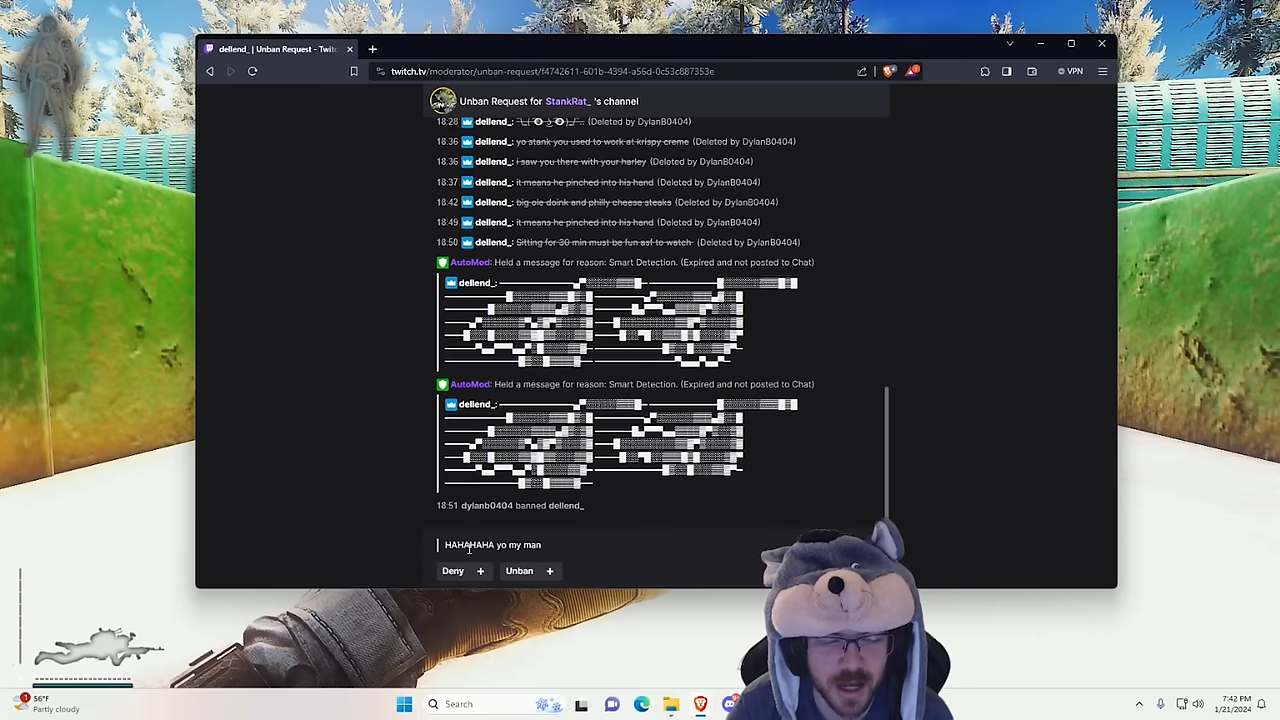 dellend_ | Unban Request - Twitc
twitch.tv/moderator/unban-request/f4742611-601b-4394-a56d-0c53c887353e
VPN
Unban Request for StankRat_ 's channel
18:28 dellend_: (Deleted by DylanB0404)
18:36 dellend_: yo stank you used to work at krispy creme (Deleted by DylanB0404)
18:36 dellend_: I saw you there with your harley (Deleted by DylanB0404)
18:37 dellend_: it means he pinched into his hand (Deleted by DylanB0404)
18:42 dellend_: big ole doink and philly cheese steaks (Deleted by DylanB0404)
18:49 dellend_: it means he pinched into his hand (Deleted by DylanB0404)
18:50 dellend_: Sitting for 30 min must be fun asf to watch (Deleted by DylanB0404)
AutoMod: Held a message for reason: Smart Detection. (Expired and not posted to Chat)
dellend_:
AutoMod: Held a message for reason: Smart Detection. (Expired and not posted to Chat)
dellend_:
18:51 dylanb0404 banned dellend_
HAHAHAHA yo my man
Deny + Unban +
56°F
Partly cloudy
Search
7:42 PM
1/21/2024